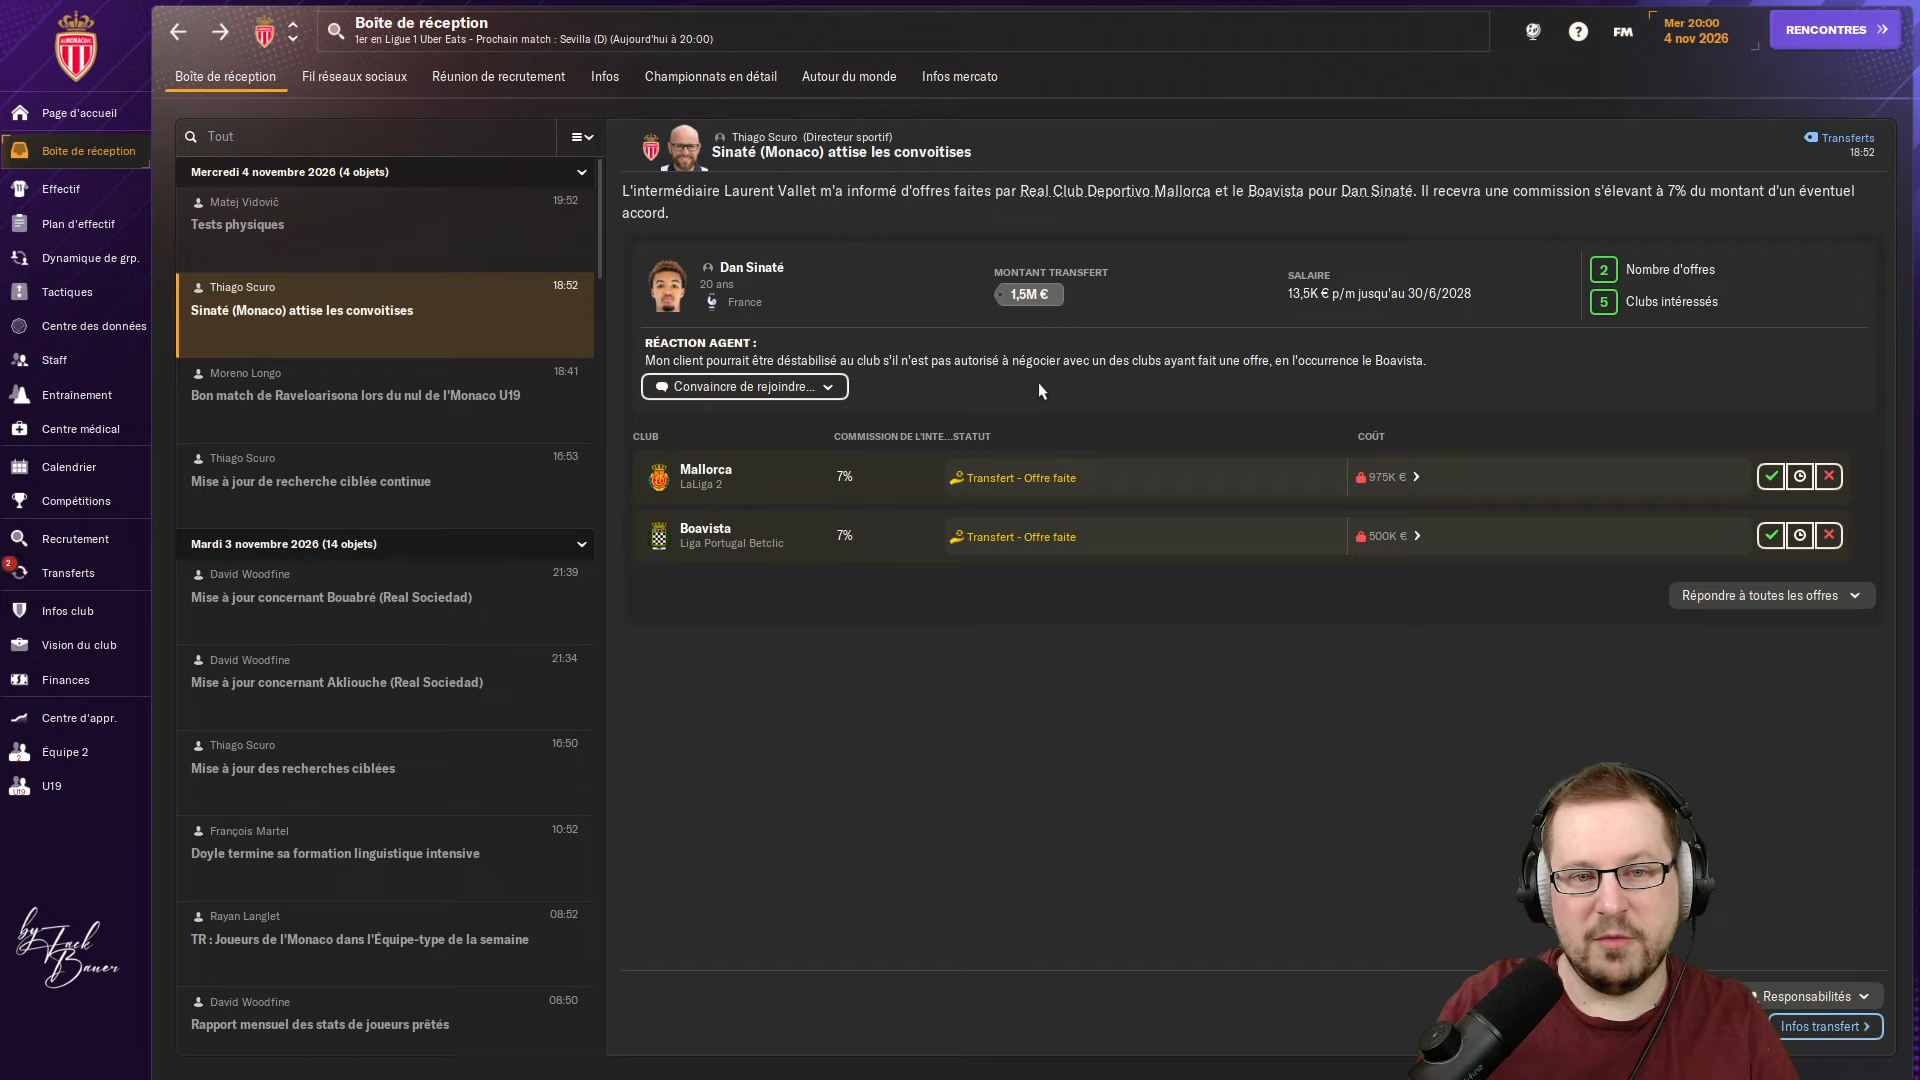 Boîte de réception
1er en Ligue 1 Uber Eats - Prochain match : Sevilla (D) (Aujourd'hui à 20:00)
FM
Mer 20:00
4 nov 2026
RENCONTRES
Boîte de réception
Fil réseaux sociaux
Réunion de recrutement
Infos
Championnats en détail
Autour du monde
Infos mercato
Page d'accueil
Boîte de réception
Effectif
Plan d'effectif
Dynamique de grp.
Tactiques
Centre des données
Staff
Entraînement
Centre médical
Calendrier
Compétitions
Recrutement
2
Transferts
Infos club
Vision du club
Finances
Centre d'appr.
Équipe 2
U19
by Jack
Bauer
Tout
Mercredi 4 novembre 2026 (4 objets)
Matej Vidovič
19:52
Tests physiques
Thiago Scuro
18:52
Sinaté (Monaco) attise les convoitises
Moreno Longo
18:41
Bon match de Raveloarisona lors du nul de l'Monaco U19
Thiago Scuro
16:53
Mise à jour de recherche ciblée continue
Mardi 3 novembre 2026 (14 objets)
David Woodfine
21:39
Mise à jour concernant Bouabré (Real Sociedad)
David Woodfine
21:34
Mise à jour concernant Akliouche (Real Sociedad)
Thiago Scuro
16:50
Mise à jour des recherches ciblées
François Martel
10:52
Doyle termine sa formation linguistique intensive
Rayan Langlet
08:52
TR : Joueurs de l'Monaco dans l'Équipe-type de la semaine
David Woodfine
08:50
Rapport mensuel des stats de joueurs prêtés
Thiago Scuro (Directeur sportif)
Sinaté (Monaco) attise les convoitises
Transferts
18:52
L'intermédiaire Laurent Vallet m'a informé d'offres faites par Real Club Deportivo Mallorca et le Boavista pour Dan Sinaté. Il recevra une commission s'élevant à 7% du montant d'un éventuel
accord.
Dan Sinaté
20 ans
France
MONTANT TRANSFERT
1,5M €
SALAIRE
13,5K € p/m jusqu'au 30/6/2028
2 Nombre d'offres
5 Clubs intéressés
RÉACTION AGENT :
Mon client pourrait être déstabilisé au club s'il n'est pas autorisé à négocier avec un des clubs ayant fait une offre, en l'occurrence le Boavista.
Convaincre de rejoindre...
CLUB
COMMISSION DE L'INTE...
STATUT
COÛT
Mallorca
LaLiga 2
7%
Transfert - Offre faite
975K €
Boavista
Liga Portugal Betclic
7%
Transfert - Offre faite
500K €
Répondre à toutes les offres
Responsabilités
Infos transfert